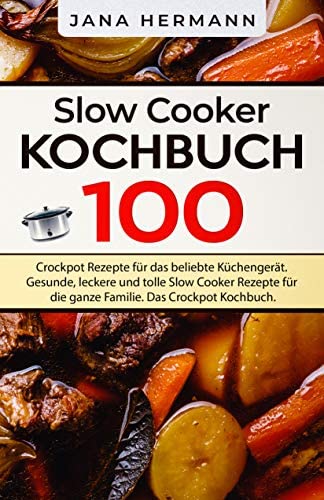 JANA HERMANN
Slow Cooker
KOCHBUCH
100
Crockpot Rezepte für das beliebte Küchengerät.
Gesunde, leckere und tolle Slow Cooker Rezepte für
die ganze Familie. Das Crockpot Kochbuch.